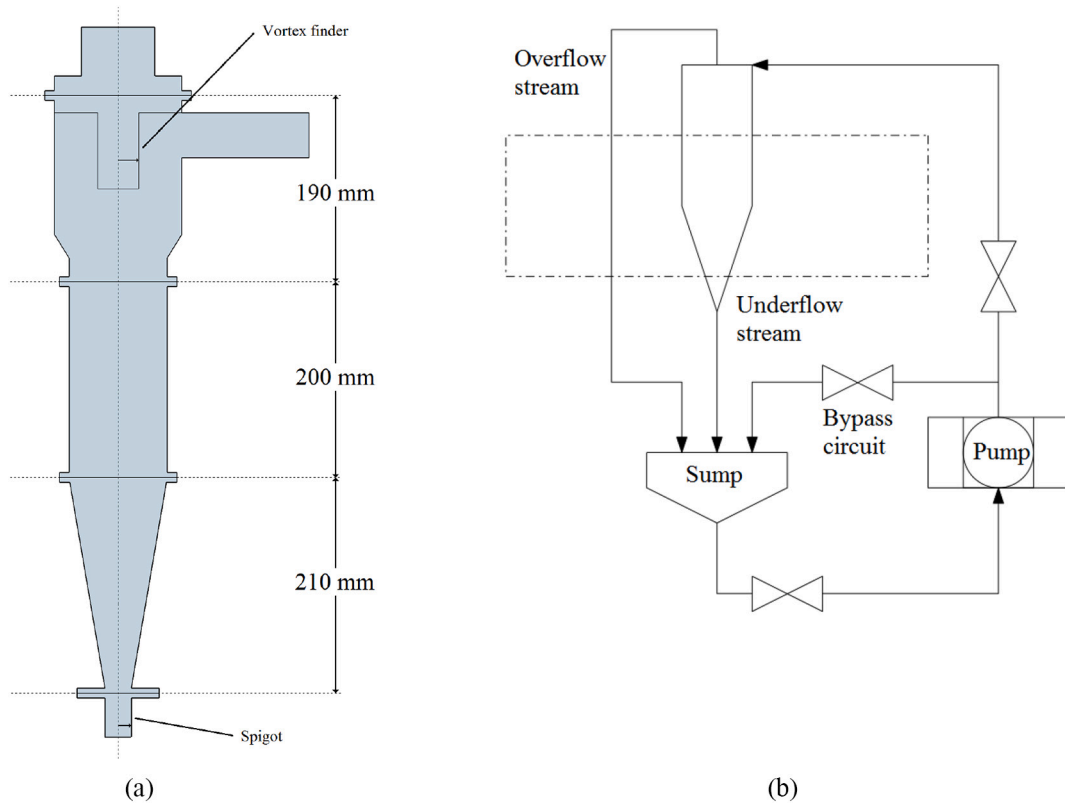 Vortex finder
190 mm
200 mm
210 mm
Spigot
(a)
Overflow
stream
Underflow
stream
Bypass
circuit
Pump
Sump
(b)